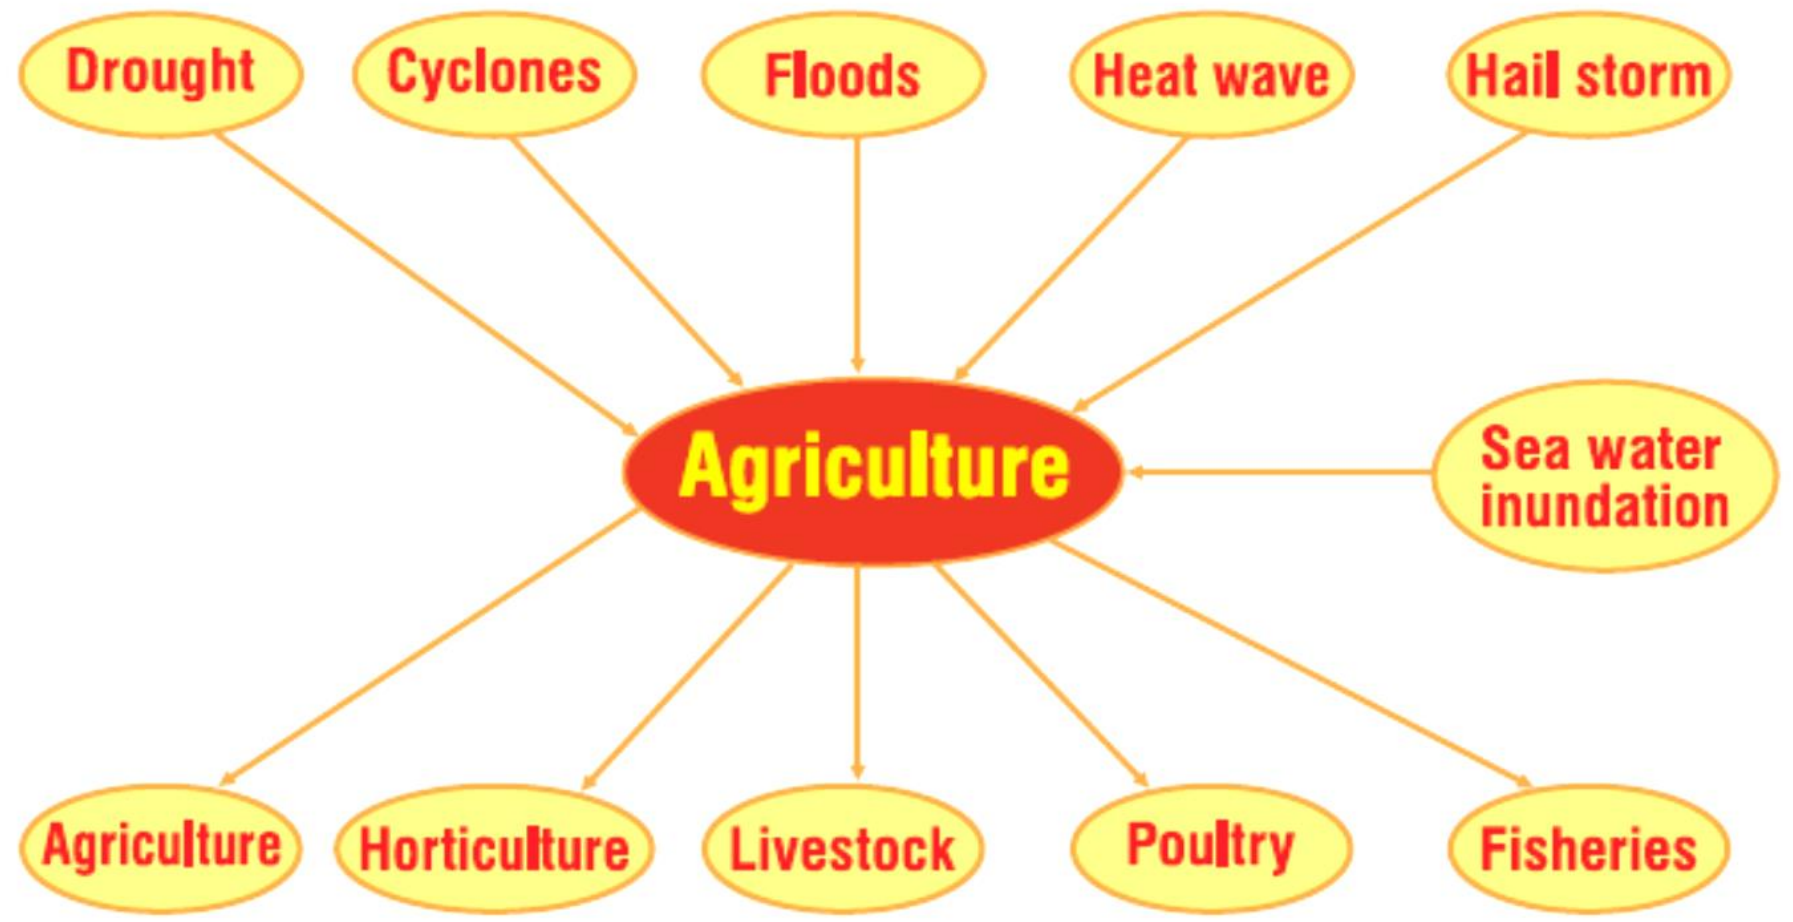 Drought
Cyclones
Floods
Heat wave
Hail storm
Agriculture
Sea water
inundation
Agriculture
Horticulture
Livestock
Poultry
Fisheries